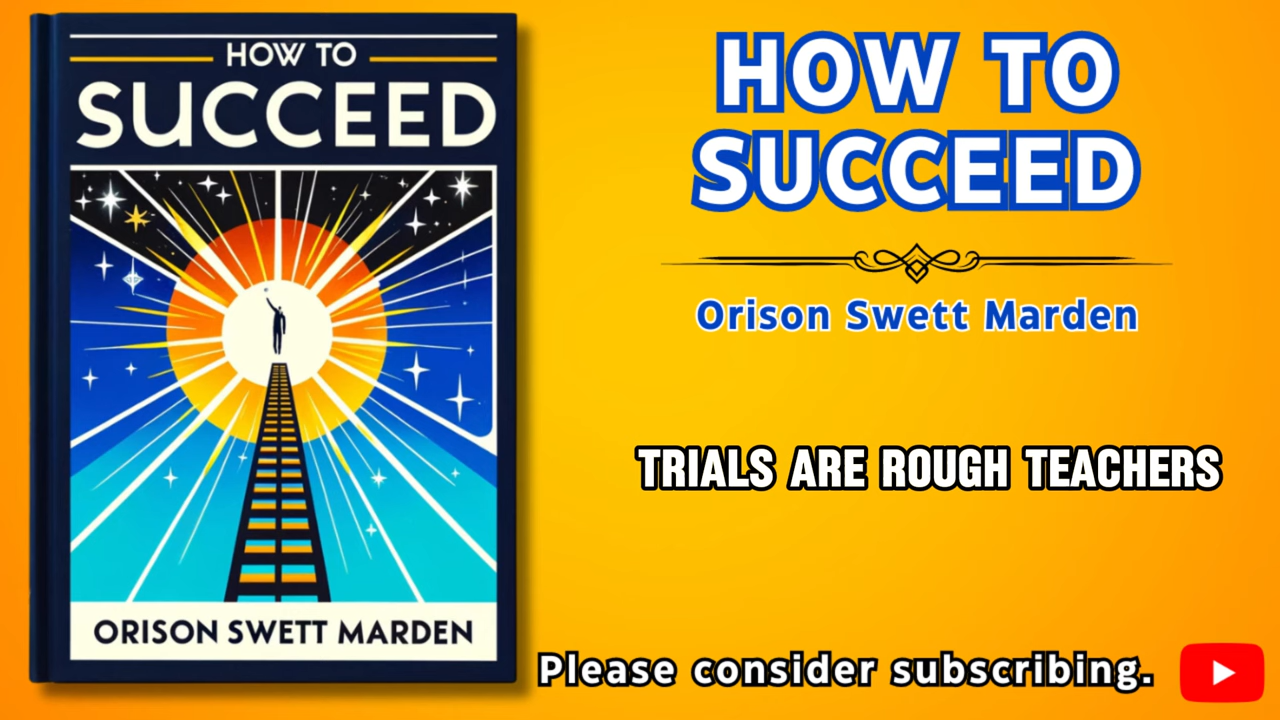 HOW TO
SUCCEED
ORISON SWETT MARDEN
HOW TO
SUCCEED
Orison Swett Marden
TRIALS ARE ROUGH TEACHERS
Please consider subscribing.